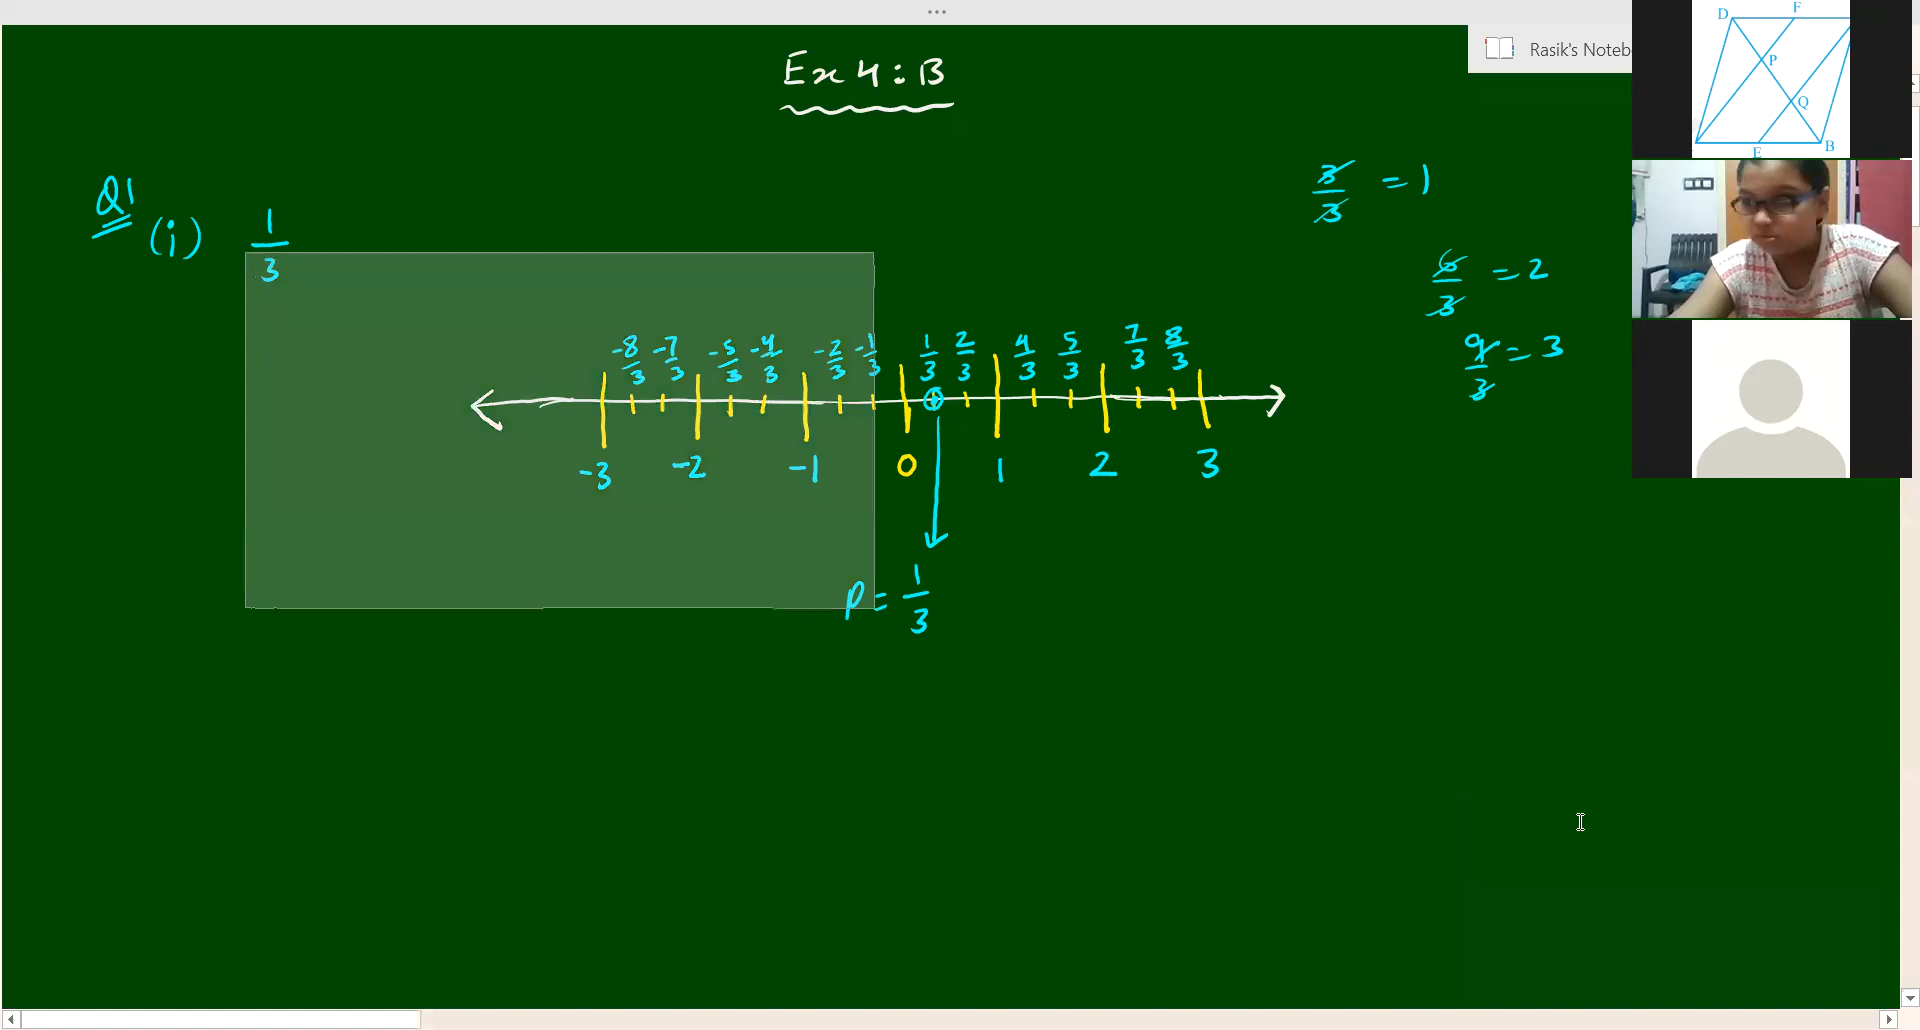 Ex 4 : B
Rasik's Noteb
D F
P
Q
E B
Q1
(i) 1/3
3/3 = 1
6/3 = 2
9/3 = 3
-8/3 -7/3 -5/3 -4/3 -2/3 -1/3 1/3 2/3 4/3 5/3 7/3 8/3
-3 -2 -1 0 1 2 3
P = 1/3